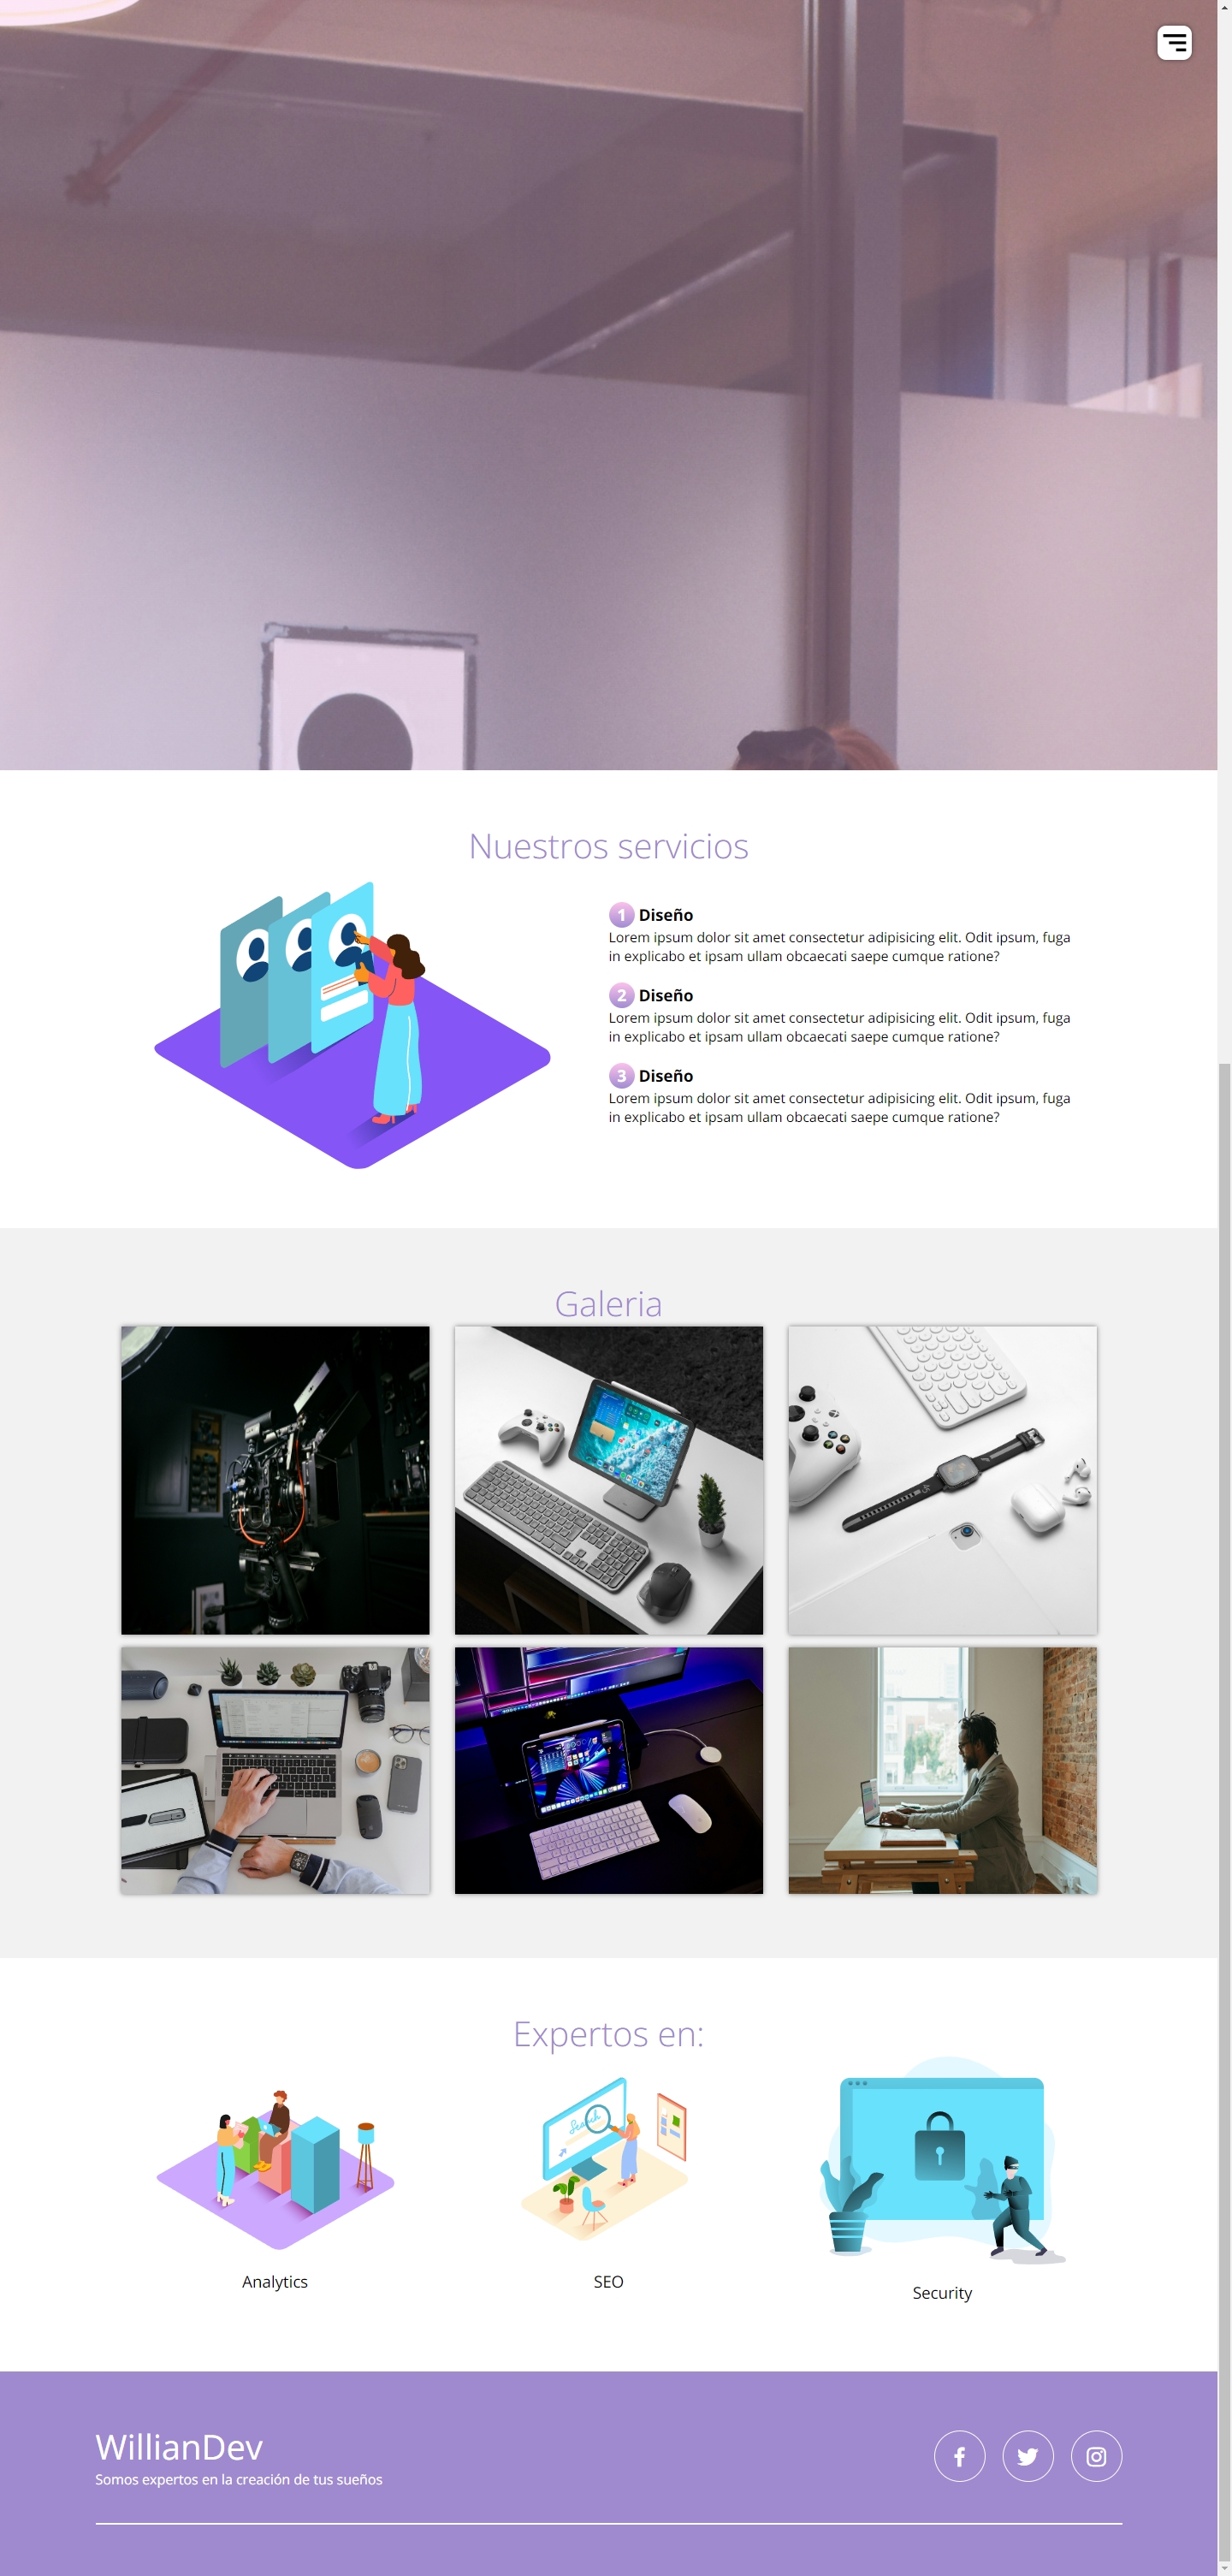 Nuestros servicios
1 Diseño
Lorem ipsum dolor sit amet consectetur adipisicing elit. Odit ipsum, fuga
in explicabo et ipsam ullam obcaecati saepe cumque ratione?
2 Diseño
Lorem ipsum dolor sit amet consectetur adipisicing elit. Odit ipsum, fuga
in explicabo et ipsam ullam obcaecati saepe cumque ratione?
3 Diseño
Lorem ipsum dolor sit amet consectetur adipisicing elit. Odit ipsum, fuga
in explicabo et ipsam ullam obcaecati saepe cumque ratione?
Galeria
Expertos en:
Search
Analytics
SEO
Security
WillianDev
Somos expertos en la creación de tus sueños